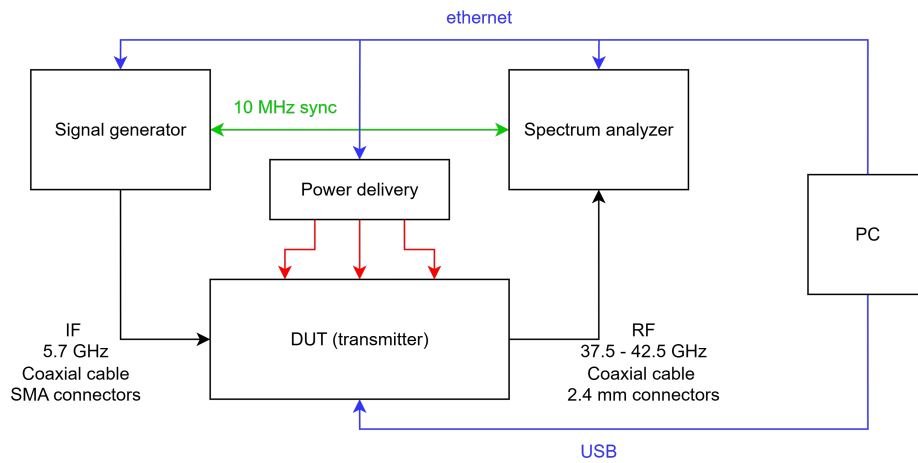 ethernet
10 MHz sync
Signal generator
Spectrum analyzer
Power delivery
PC
DUT (transmitter)
IF
5.7 GHz
Coaxial cable
SMA connectors
RF
37.5 - 42.5 GHz
Coaxial cable
2.4 mm connectors
USB